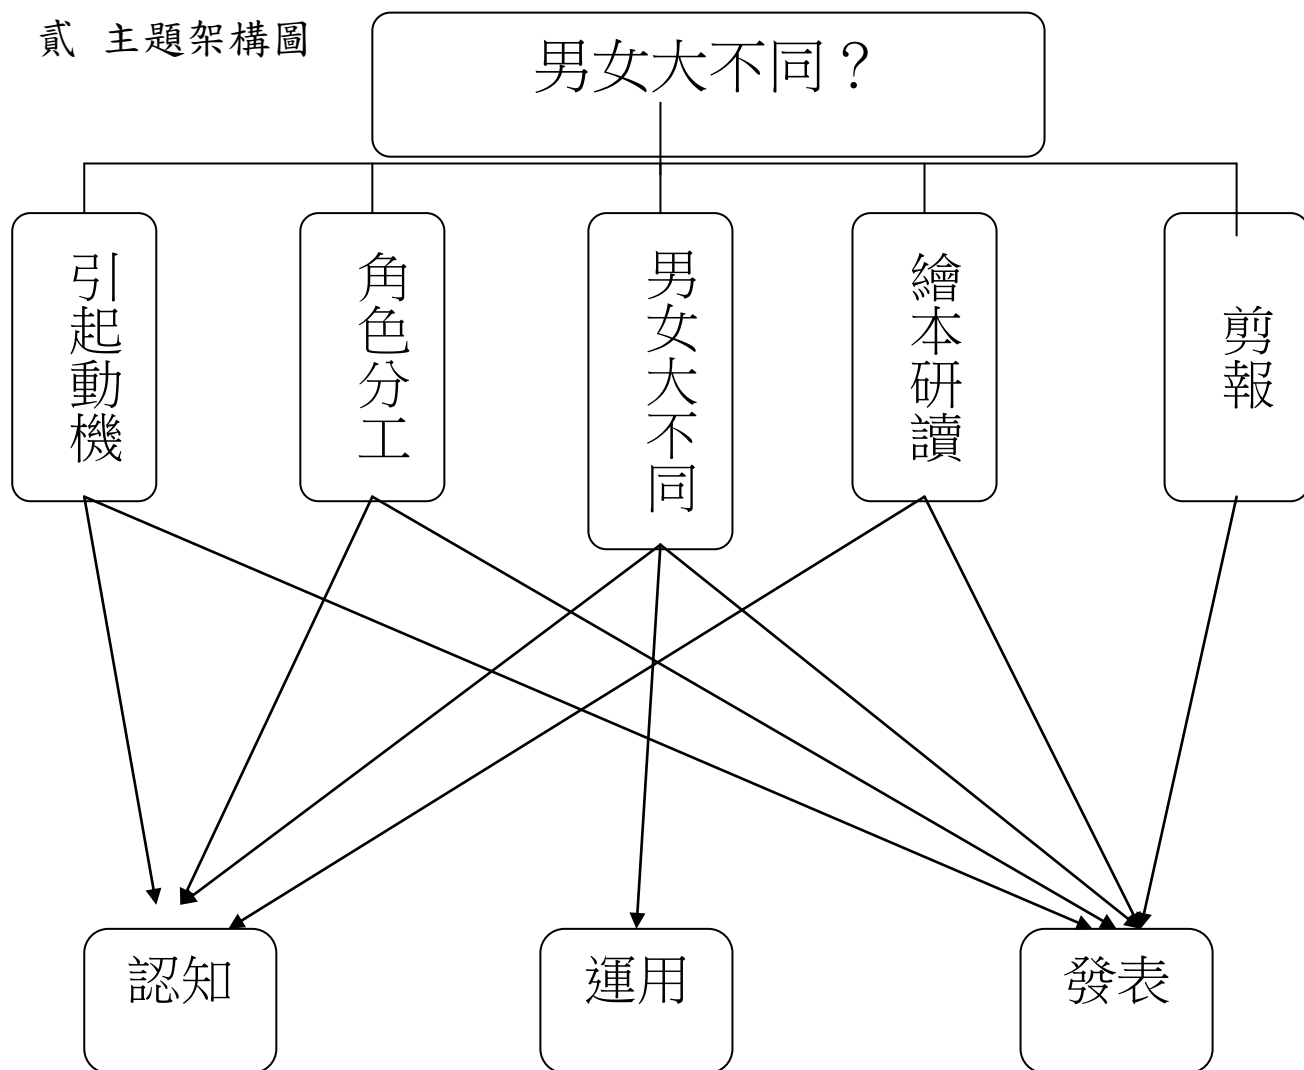 貳 主題架構圖
男女大不同？
引起動機
角色分工
男女大不同
繪本研讀
剪報
認知
運用
發表